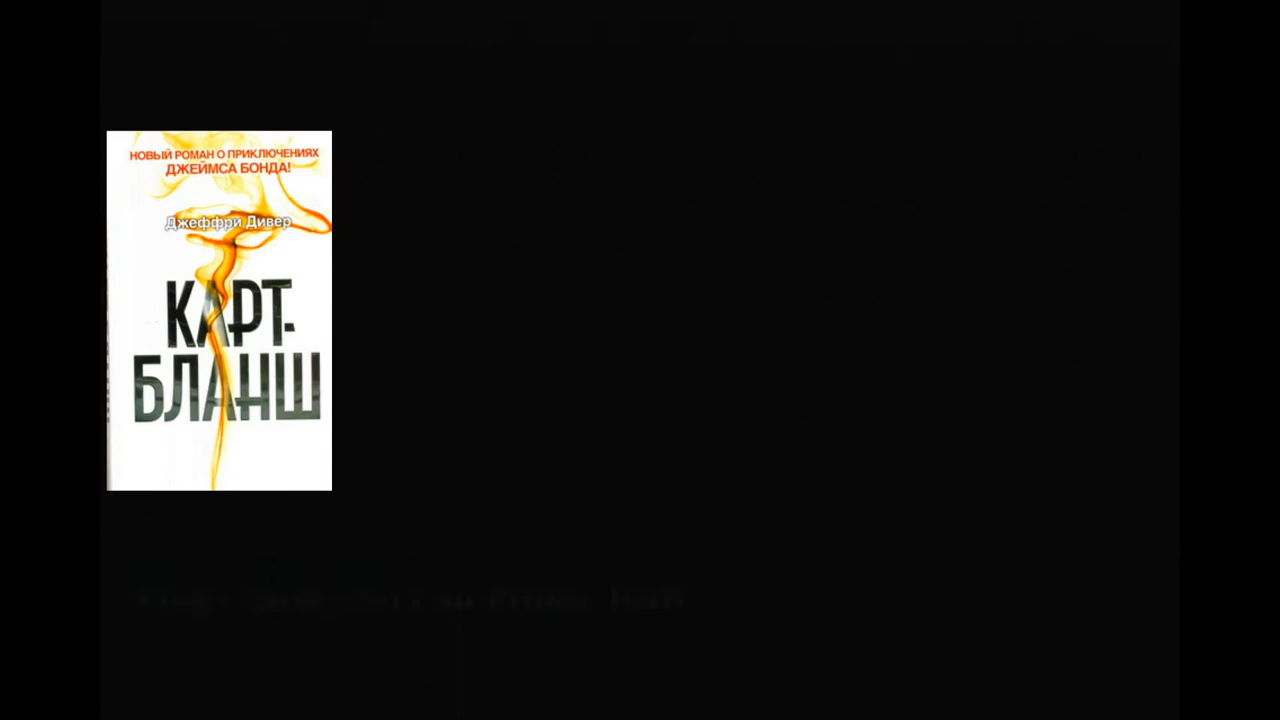 НОВЫЙ РОМАН О ПРИКЛЮЧЕНИЯХ
ДЖЕЙМСА БОНДА!
Джеффри Дивер
КАРТ-
БЛАНШ